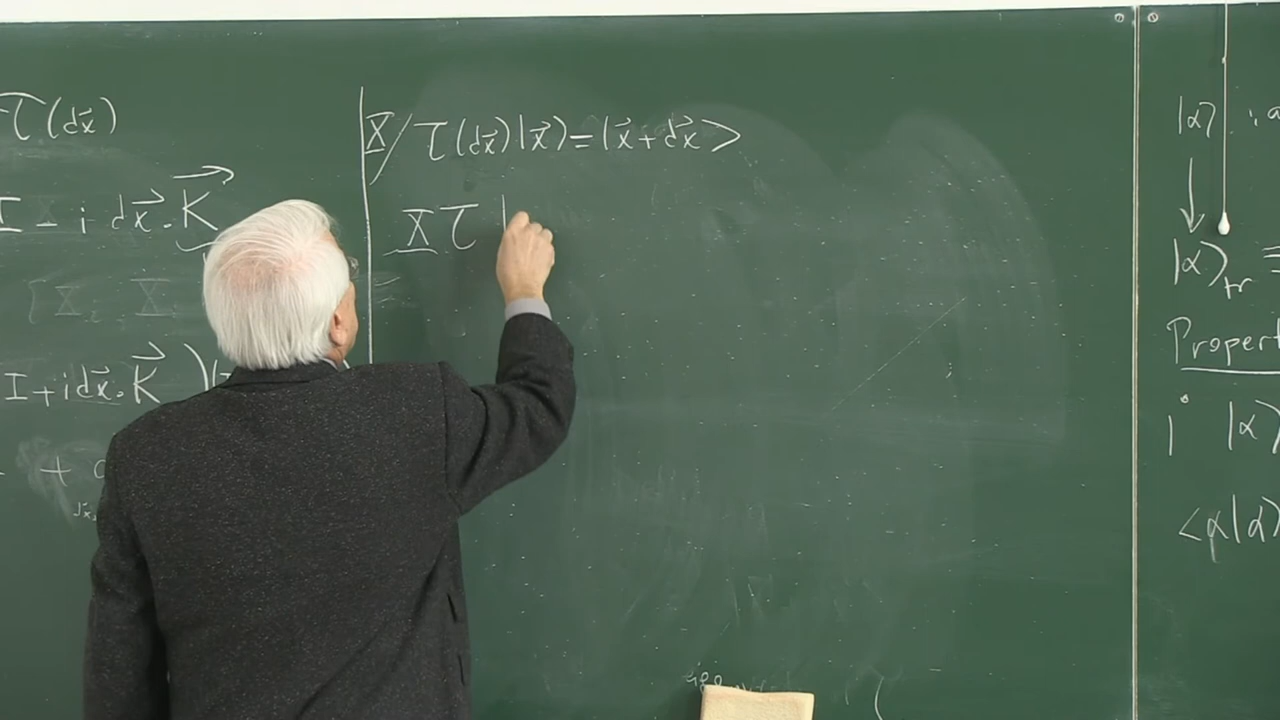 τ(dx⃗)
I - i dx⃗ · K⃗
I + i dx⃗ · K⃗ )|
+
X / τ(dx⃗)|x⃗⟩ = |x⃗ + dx⃗⟩
X τ |
|α⟩
↓
|α⟩tr ≡
Propert
i |α⟩
<α|α⟩